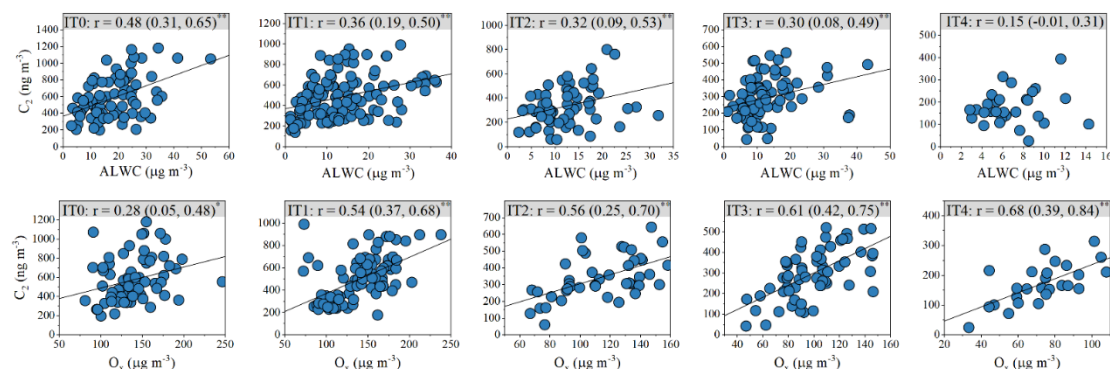 IT0: r = 0.48 (0.31, 0.65)**
IT1: r = 0.36 (0.19, 0.50)**
IT2: r = 0.32 (0.09, 0.53)**
IT3: r = 0.30 (0.08, 0.49)**
IT4: r = 0.15 (-0.01, 0.31)
C₂ (ng m⁻³)
1400
1200
1000
800
600
400
200
0
1200
1000
800
600
400
200
0
1000
800
600
400
200
0
700
600
500
400
300
200
100
0
500
400
300
200
100
0
0 10 20 30 40 50 60
0 10 20 30 40
0 5 10 15 20 25 30 35
0 10 20 30 40 50
0 2 4 6 8 10 12 14 16
ALWC (μg m⁻³)
ALWC (μg m⁻³)
ALWC (μg m⁻³)
ALWC (μg m⁻³)
ALWC (μg m⁻³)
IT0: r = 0.28 (0.05, 0.48)*
IT1: r = 0.54 (0.37, 0.68)**
IT2: r = 0.56 (0.25, 0.70)**
IT3: r = 0.61 (0.42, 0.75)**
IT4: r = 0.68 (0.39, 0.84)**
C₂ (ng m⁻³)
1200
1000
800
600
400
200
0
1000
800
600
400
200
0
700
600
500
400
300
200
100
0
500
400
300
200
100
0
400
300
200
100
0
50 100 150 200 250
50 100 150 200 250
60 80 100 120 140 160
40 60 80 100 120 140 160
20 40 60 80 100
Oₓ (μg m⁻³)
Oₓ (μg m⁻³)
Oₓ (μg m⁻³)
Oₓ (μg m⁻³)
Oₓ (μg m⁻³)